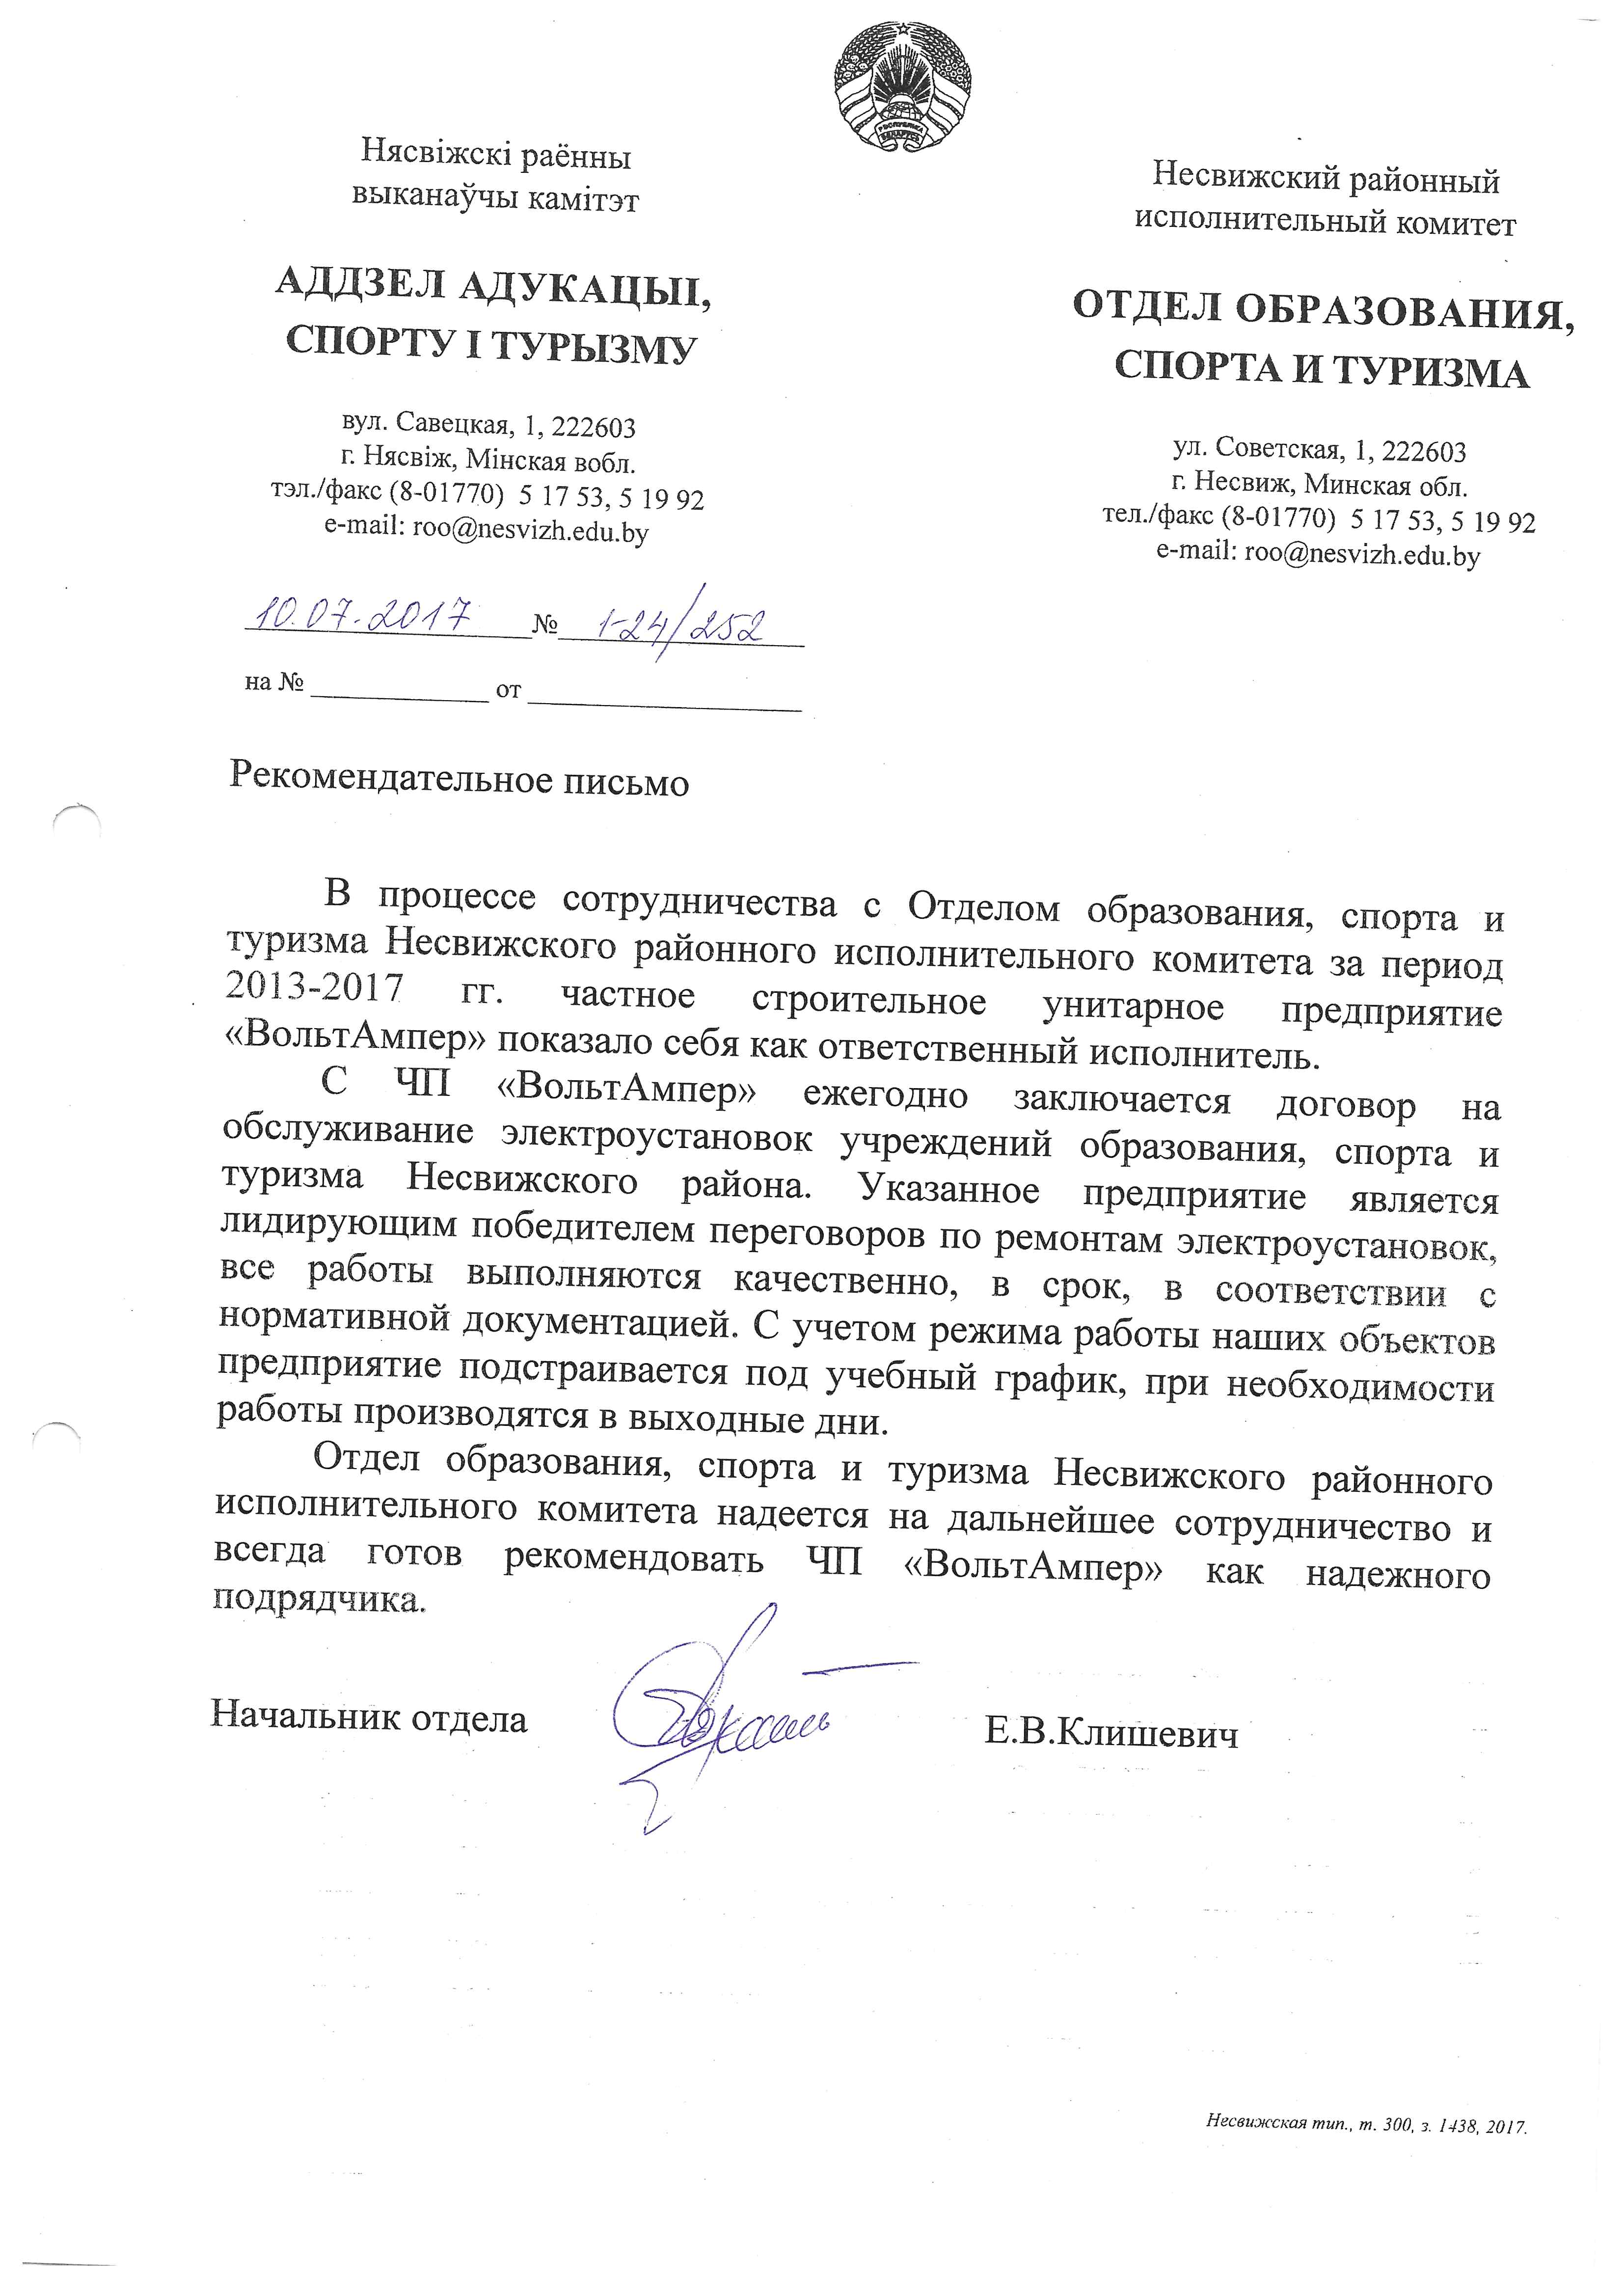 РЭСПУБЛІКА
БЕЛАРУСЬ
Нясвіжскі раённы
выканаўчы камітэт
АДДЗЕЛ АДУКАЦЫІ,
СПОРТУ І ТУРЫЗМУ
вул. Савецкая, 1, 222603
г. Нясвіж, Мінская вобл.
тэл./факс (8-01770) 5 17 53, 5 19 92
e-mail: roo@nesvizh.edu.by
Несвижский районный
исполнительный комитет
ОТДЕЛ ОБРАЗОВАНИЯ,
СПОРТА И ТУРИЗМА
ул. Советская, 1, 222603
г. Несвиж, Минская обл.
тел./факс (8-01770) 5 17 53, 5 19 92
e-mail: roo@nesvizh.edu.by
10.07.2017 № 1-24/252
на № ____________ от ____________
Рекомендательное письмо
В процессе сотрудничества с Отделом образования, спорта и
туризма Несвижского районного исполнительного комитета за период
2013-2017 гг. частное строительное унитарное предприятие
«ВольтАмпер» показало себя как ответственный исполнитель.
С ЧП «ВольтАмпер» ежегодно заключается договор на
обслуживание электроустановок учреждений образования, спорта и
туризма Несвижского района. Указанное предприятие является
лидирующим победителем переговоров по ремонтам электроустановок,
все работы выполняются качественно, в срок, в соответствии с
нормативной документацией. С учетом режима работы наших объектов
предприятие подстраивается под учебный график, при необходимости
работы производятся в выходные дни.
Отдел образования, спорта и туризма Несвижского районного
исполнительного комитета надеется на дальнейшее сотрудничество и
всегда готов рекомендовать ЧП «ВольтАмпер» как надежного
подрядчика.
Начальник отдела Е.В.Клишевич
Несвижская тип., т. 300, з. 1438, 2017.